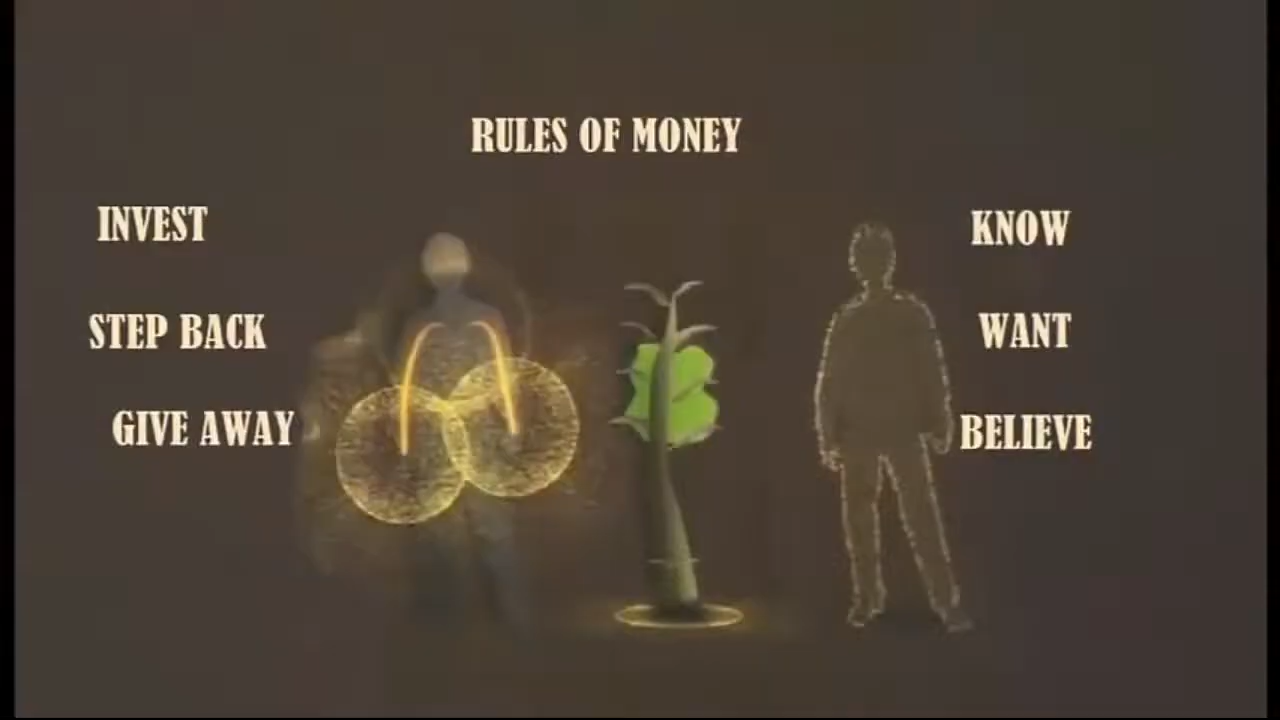 RULES OF MONEY
INVEST
STEP BACK
GIVE AWAY
KNOW
WANT
BELIEVE